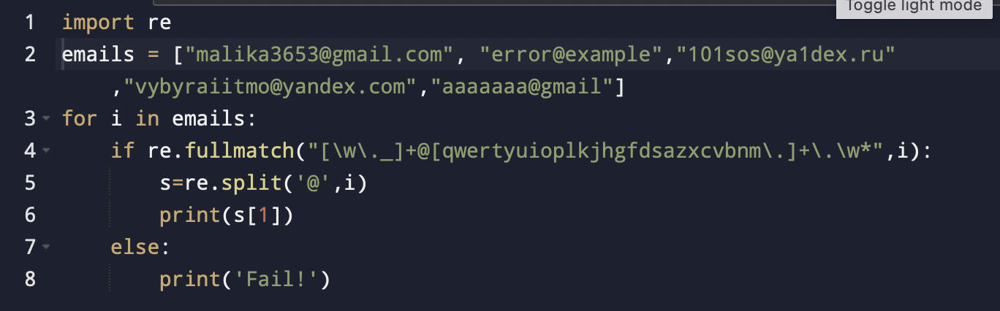 Toggle light mode
1 import re
2 emails = ["malika3653@gmail.com", "error@example","101sos@ya1dex.ru"
,"vybyraiitmo@yandex.com","aaaaaaa@gmail"]
3 for i in emails:
4 if re.fullmatch("[\w\._]+@[qwertyuioplkjhgfdsazxcvbnm\.]+\.\w*",i):
5 s=re.split('@',i)
6 print(s[1])
7 else:
8 print('Fail!')